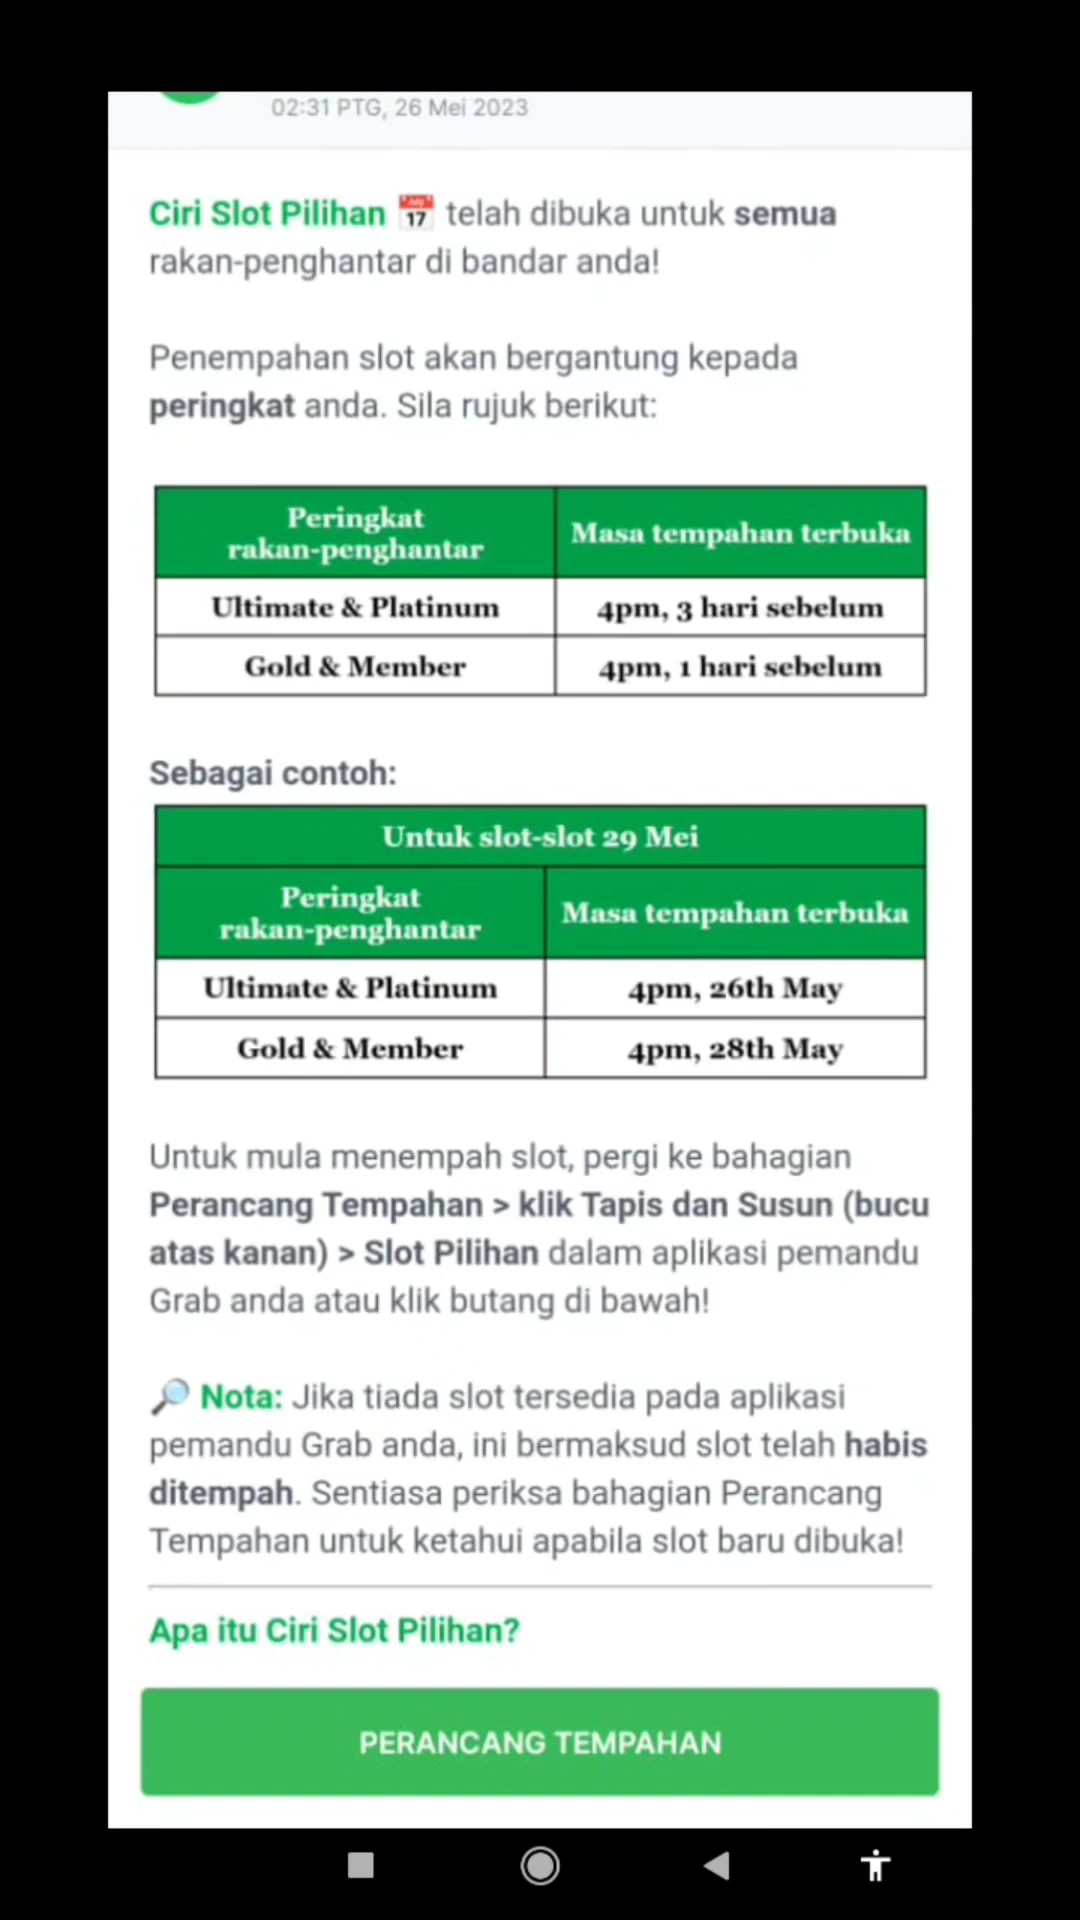 02:31 PTG, 26 Mei 2023
Ciri Slot Pilihan 📅 telah dibuka untuk semua
rakan-penghantar di bandar anda!
Penempahan slot akan bergantung kepada
peringkat anda. Sila rujuk berikut:
Peringkat
rakan-penghantar
Masa tempahan terbuka
Ultimate & Platinum
4pm, 3 hari sebelum
Gold & Member
4pm, 1 hari sebelum
Sebagai contoh:
Untuk slot-slot 29 Mei
Peringkat
rakan-penghantar
Masa tempahan terbuka
Ultimate & Platinum
4pm, 26th May
Gold & Member
4pm, 28th May
Untuk mula menempah slot, pergi ke bahagian
Perancang Tempahan > klik Tapis dan Susun (bucu
atas kanan) > Slot Pilihan dalam aplikasi pemandu
Grab anda atau klik butang di bawah!
🔎 Nota: Jika tiada slot tersedia pada aplikasi
pemandu Grab anda, ini bermaksud slot telah habis
ditempah. Sentiasa periksa bahagian Perancang
Tempahan untuk ketahui apabila slot baru dibuka!
Apa itu Ciri Slot Pilihan?
PERANCANG TEMPAHAN